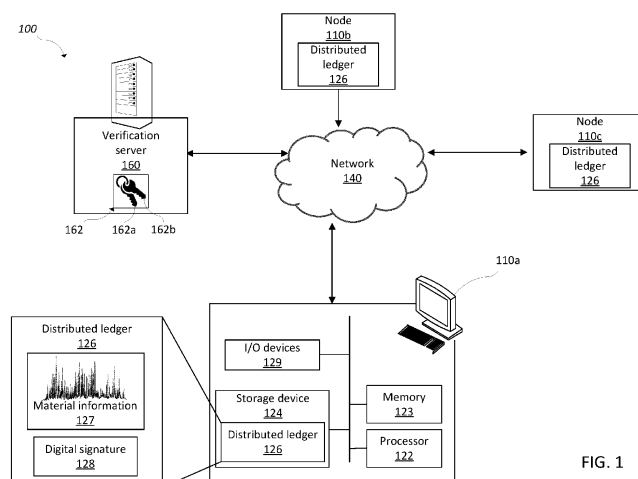 100
Node
110b
Distributed
ledger
126
Verification
server
160
162
162a
162b
Network
140
Node
110c
Distributed
ledger
126
110a
Distributed ledger
126
Material information
127
Digital signature
128
I/O devices
129
Storage device
124
Distributed ledger
126
Memory
123
Processor
122
FIG. 1